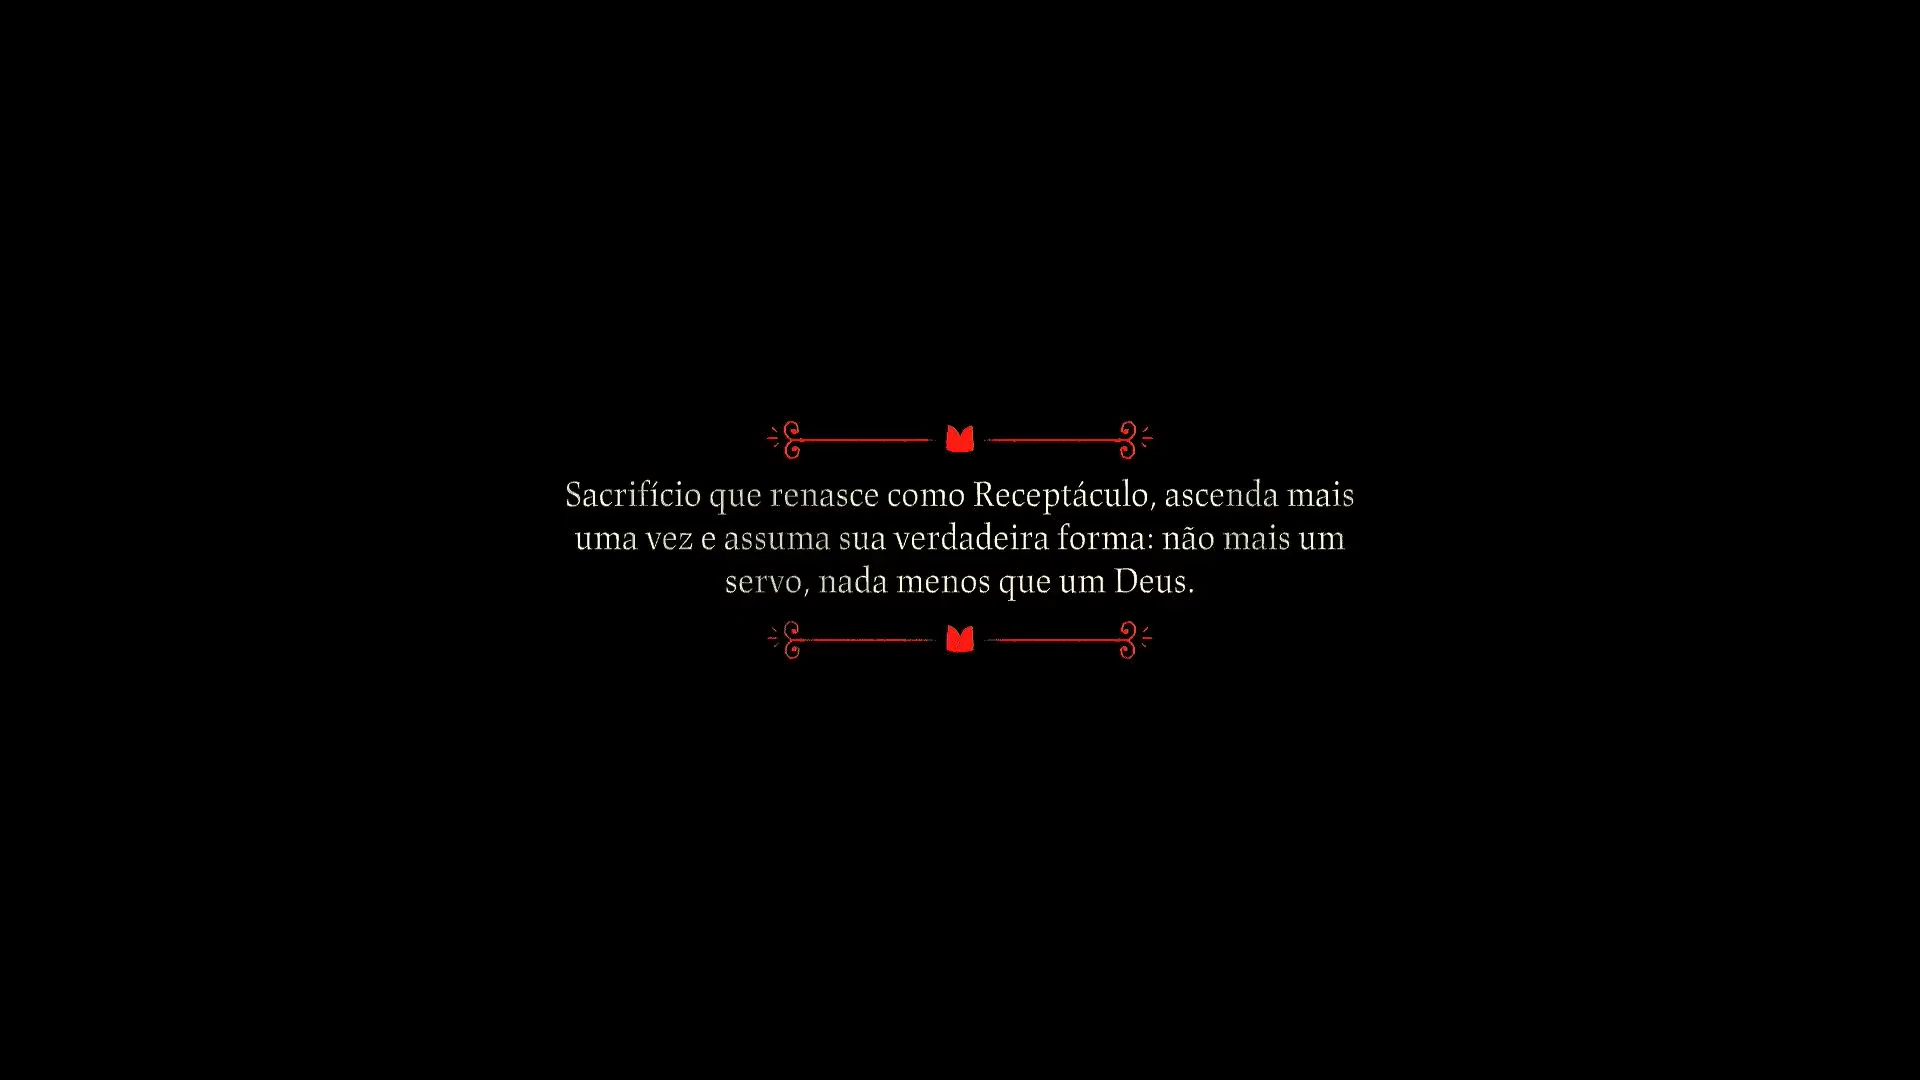 Sacrifício que renasce como Receptáculo, ascenda mais
uma vez e assuma sua verdadeira forma: não mais um
servo, nada menos que um Deus.